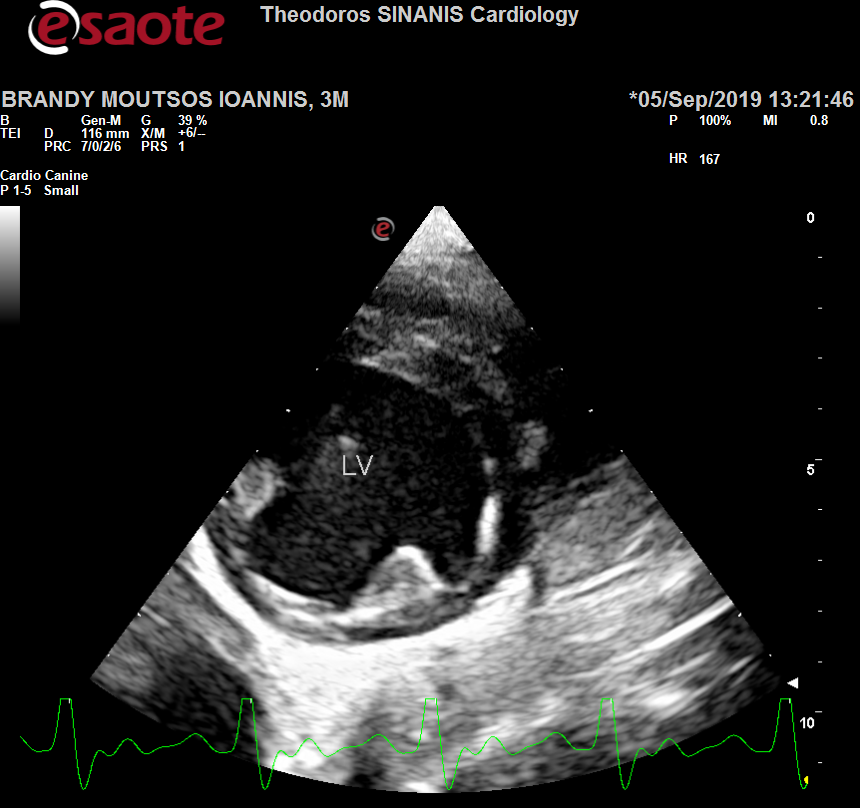 esaote
Theodoros SINANIS Cardiology
BRANDY MOUTSOS IOANNIS, 3M
*05/Sep/2019 13:21:46
B Gen-M G 39 %
TEI D 116 mm X/M +6/--
PRC 7/0/2/6 PRS 1
P 100% MI 0.8
HR 167
Cardio Canine
P 1-5 Small
e
0
LV
5
10